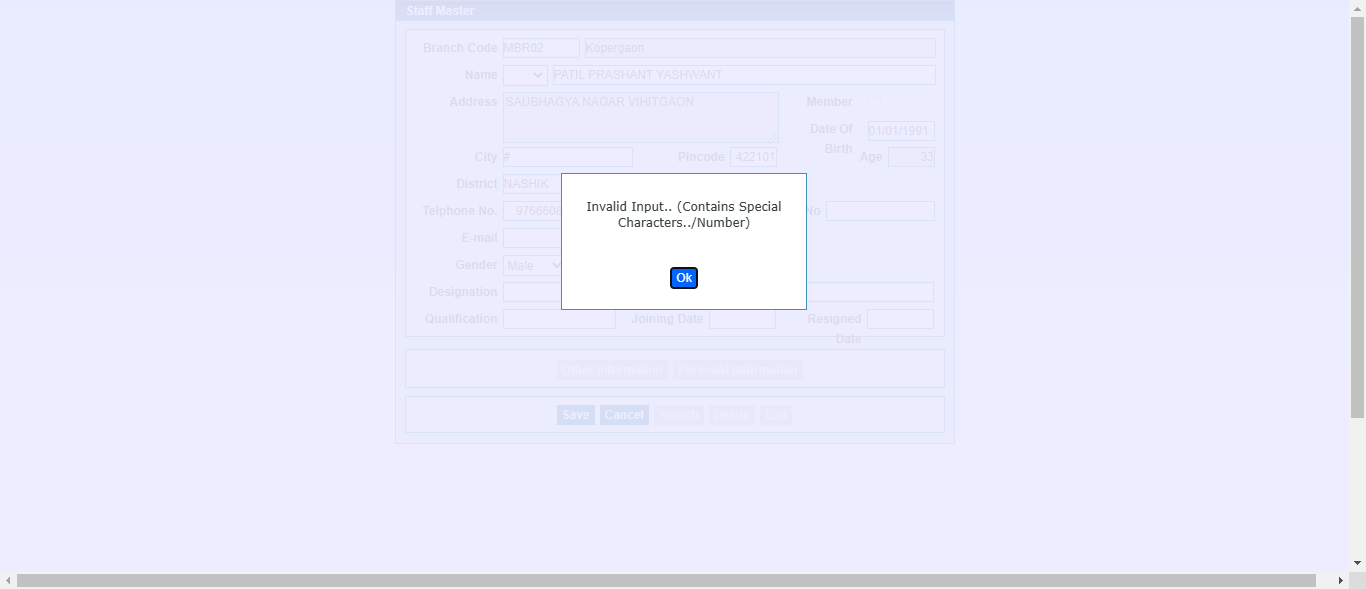 Staff Master
Branch Code MBR02 Kopergaon
Name PATIL PRASHANT YASHWANT
Address SAUBHAGYA NAGAR VIHITGAON Member
Date Of Birth 01/01/1991
City # Pincode 422101 Age 33
District NASHIK
Telphone No. 9766608 No
E-mail
Gender Male
Designation
Qualification Joining Date Resigned Date
Invalid Input.. (Contains Special
Characters../Number)
Ok
Other Information Personal Information
Save Cancel Search Delete Exit